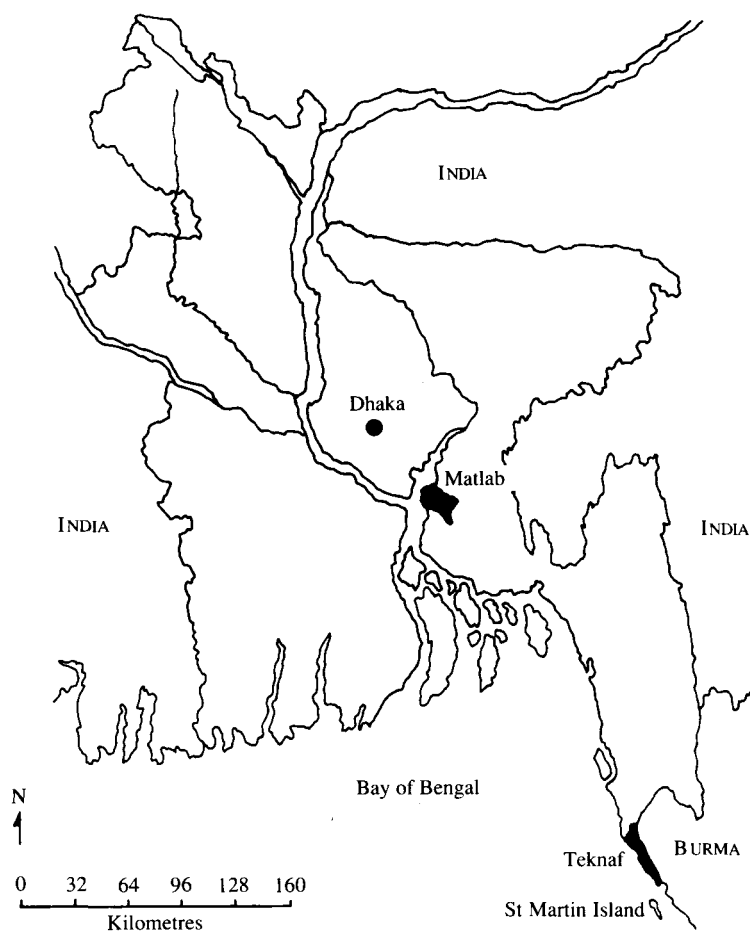 INDIA
Dhaka
Matlab
INDIA
INDIA
Bay of Bengal
N
Teknaf
BURMA
0 32 64 96 128 160
Kilometres
St Martin Island